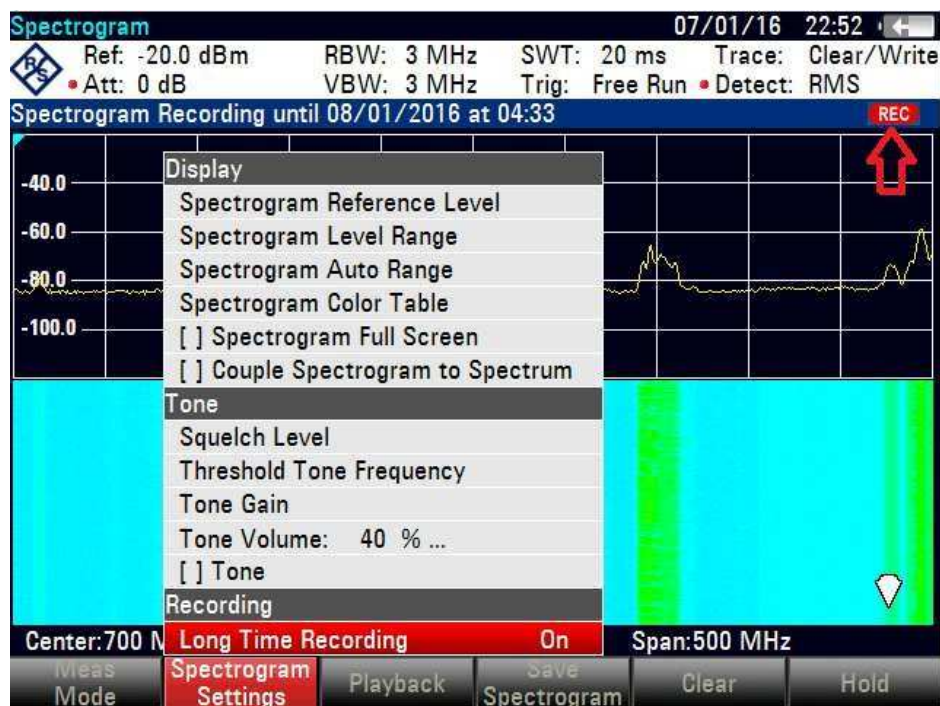 Spectrogram 07/01/16 22:52
Ref: -20.0 dBm RBW: 3 MHz SWT: 20 ms Trace: Clear/Write
Att: 0 dB VBW: 3 MHz Trig: Free Run Detect: RMS
Spectrogram Recording until 08/01/2016 at 04:33 REC
Display
-40.0
Spectrogram Reference Level
-60.0
Spectrogram Level Range
Spectrogram Auto Range
-80.0
Spectrogram Color Table
-100.0
[ ] Spectrogram Full Screen
[ ] Couple Spectrogram to Spectrum
Tone
Squelch Level
Threshold Tone Frequency
Tone Gain
Tone Volume: 40 % ...
[ ] Tone
Recording
Center:700 M Long Time Recording On Span:500 MHz
Meas Mode
Spectrogram Settings
Playback
Save Spectrogram
Clear
Hold